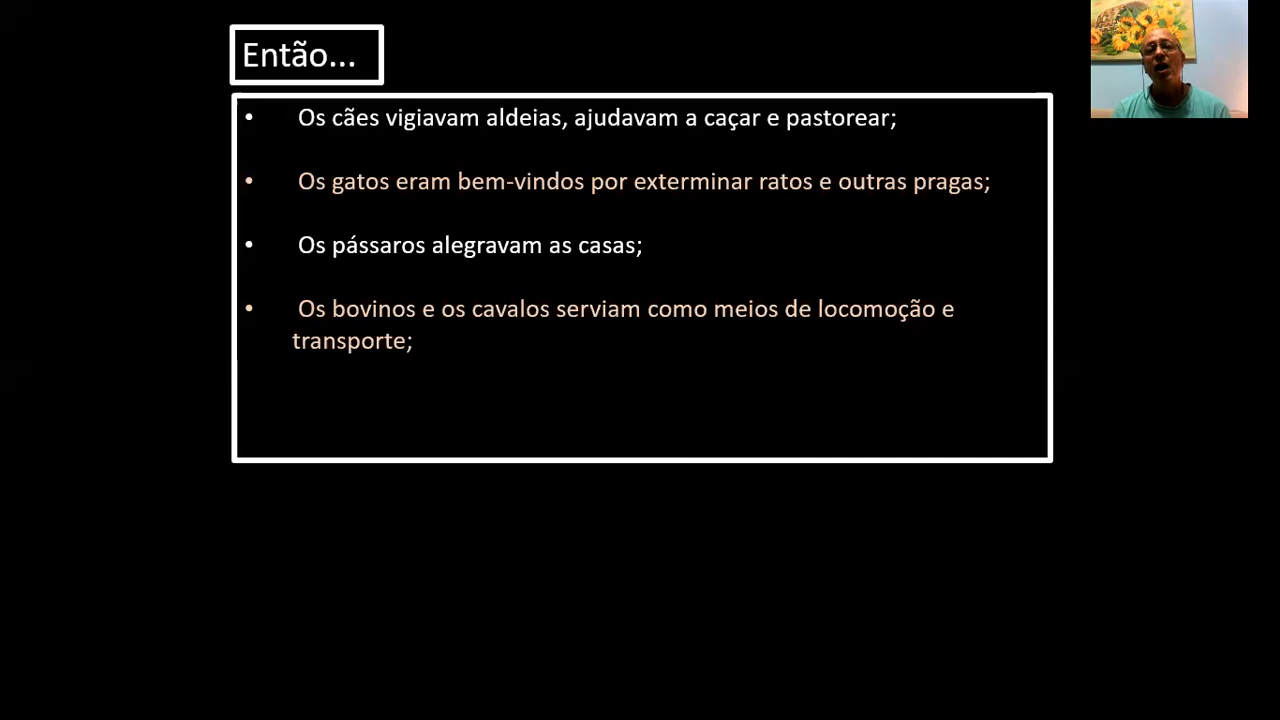 Então...
• Os cães vigiavam aldeias, ajudavam a caçar e pastorear;
• Os gatos eram bem-vindos por exterminar ratos e outras pragas;
• Os pássaros alegravam as casas;
• Os bovinos e os cavalos serviam como meios de locomoção e
transporte;